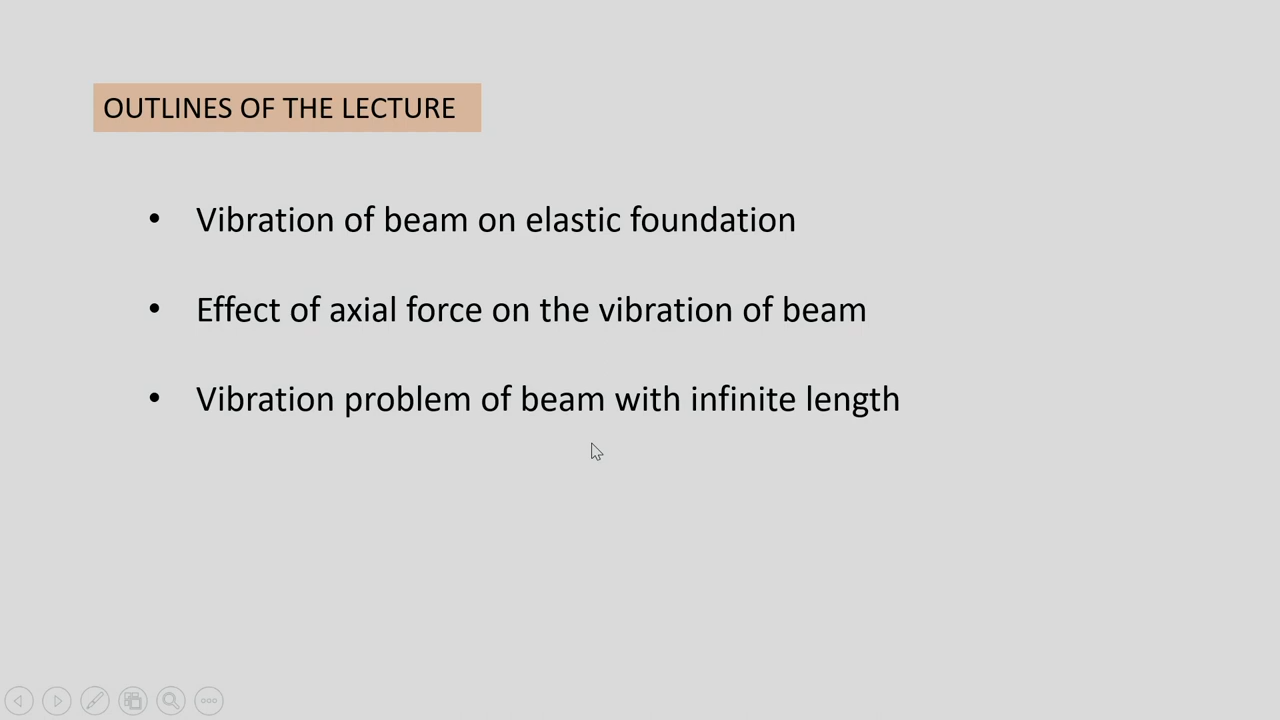 OUTLINES OF THE LECTURE
• Vibration of beam on elastic foundation
• Effect of axial force on the vibration of beam
• Vibration problem of beam with infinite length